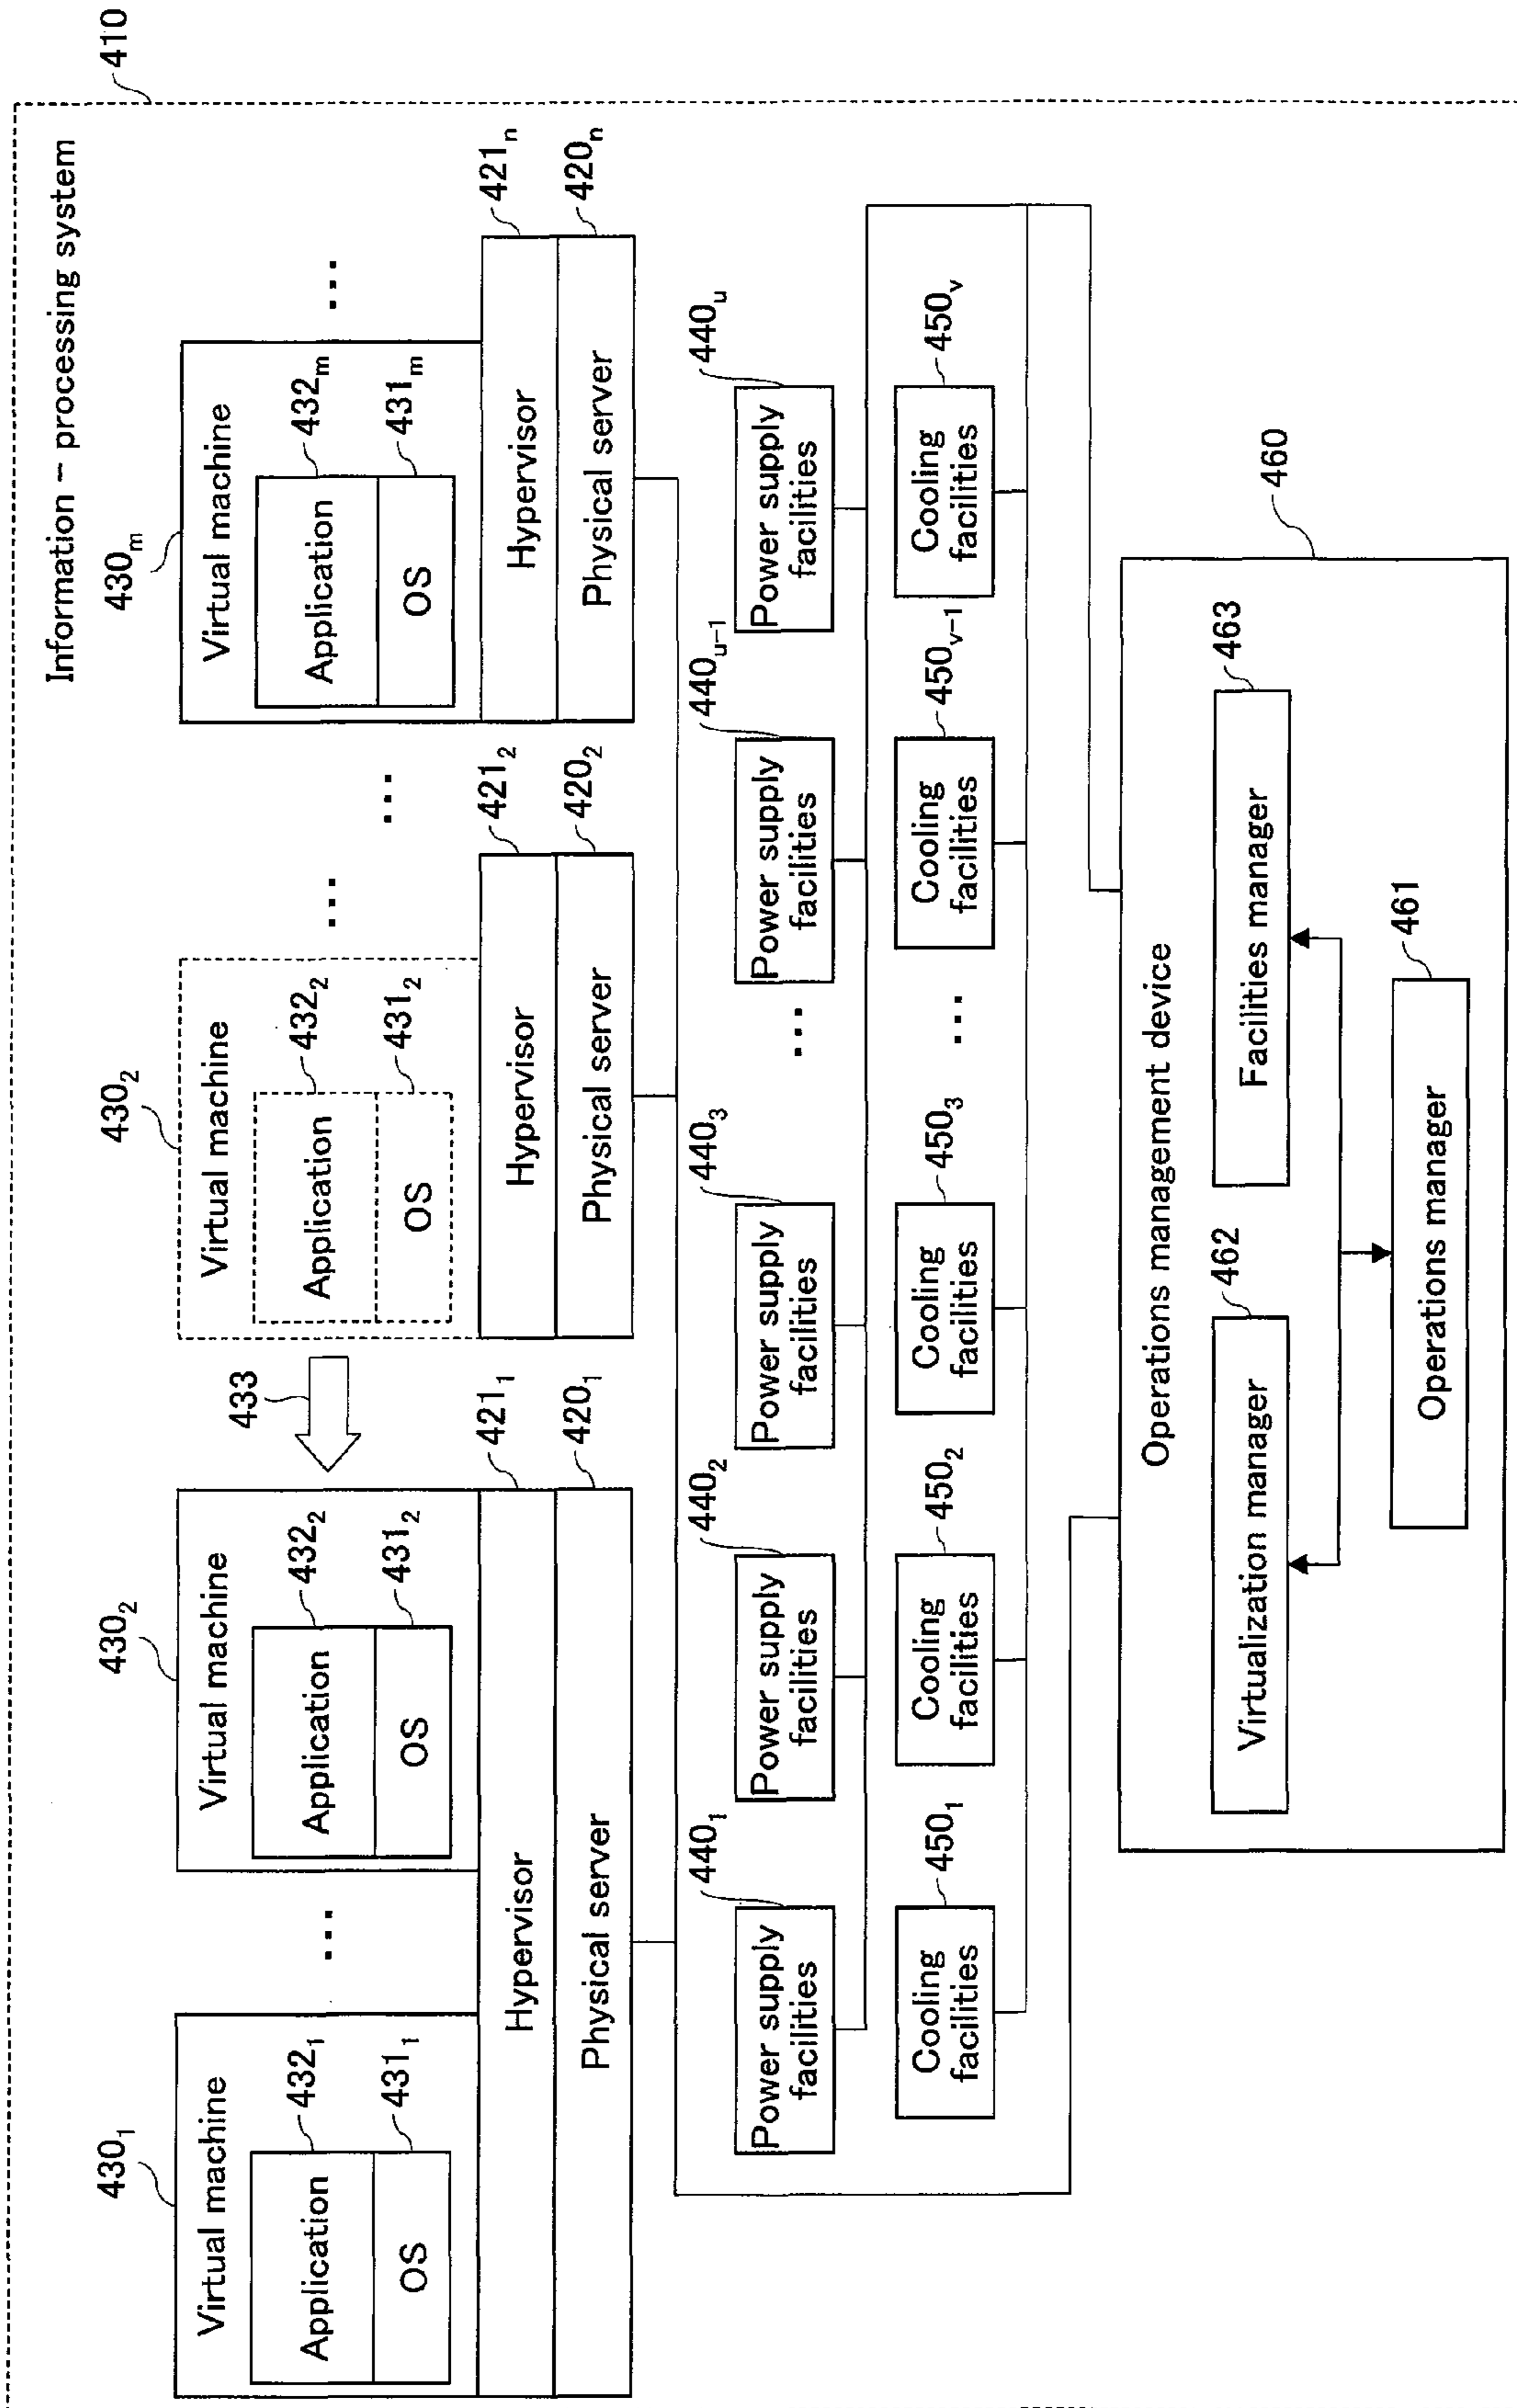 Information - processing system
410
430₁
Virtual machine
Application
432₁
OS
431₁
...
430₂
Virtual machine
Application
432₂
OS
431₂
433
430₂
Virtual machine
Application
432₂
OS
431₂
...
...
430ₘ
Virtual machine
Application
432ₘ
OS
431ₘ
...
Hypervisor
421₁
Physical server
420₁
Hypervisor
421₂
Physical server
420₂
Hypervisor
421ₙ
Physical server
420ₙ
440₁
Power supply
facilities
440₂
Power supply
facilities
440₃
Power supply
facilities
...
440ᵤ₋₁
Power supply
facilities
440ᵤ
Power supply
facilities
450₁
Cooling
facilities
450₂
Cooling
facilities
450₃
Cooling
facilities
...
450ᵥ₋₁
Cooling
facilities
450ᵥ
Cooling
facilities
460
Operations management device
462
Virtualization manager
463
Facilities manager
461
Operations manager